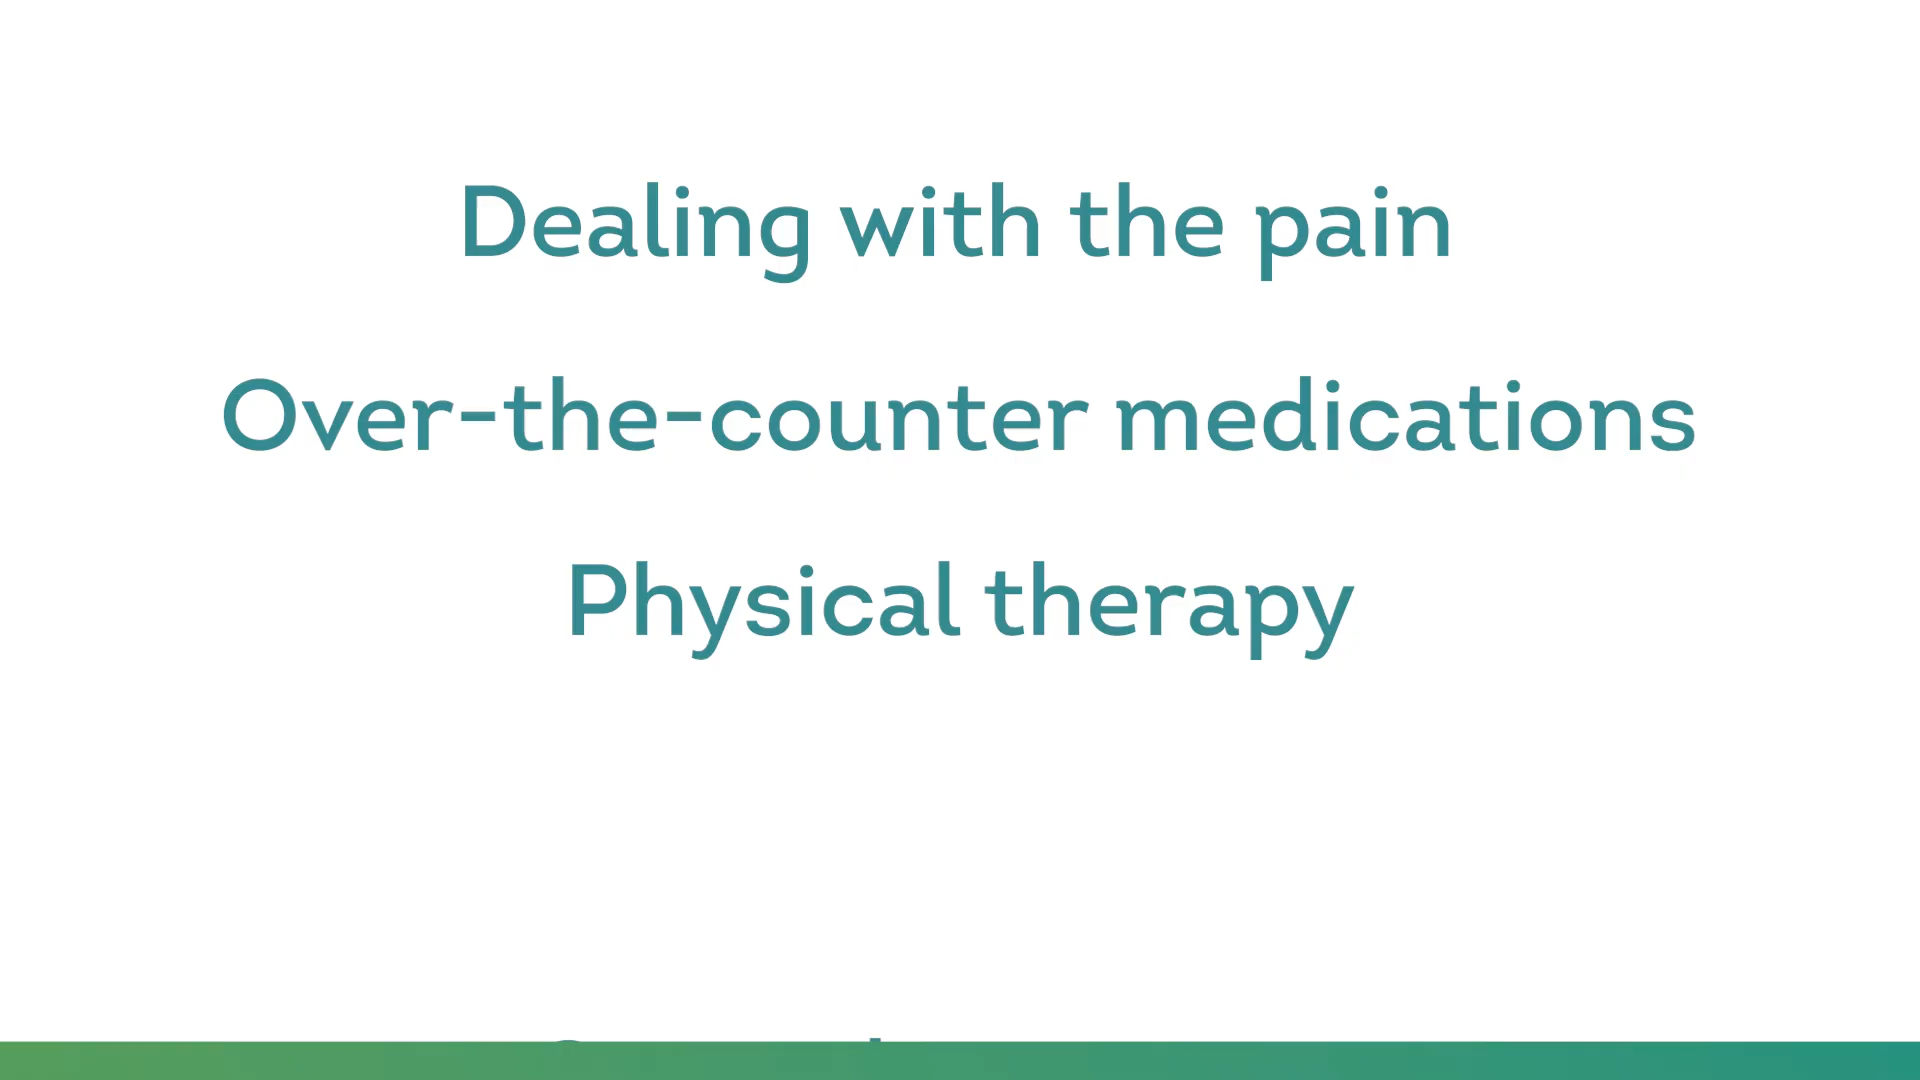 Dealing with the pain
Over-the-counter medications
Physical therapy